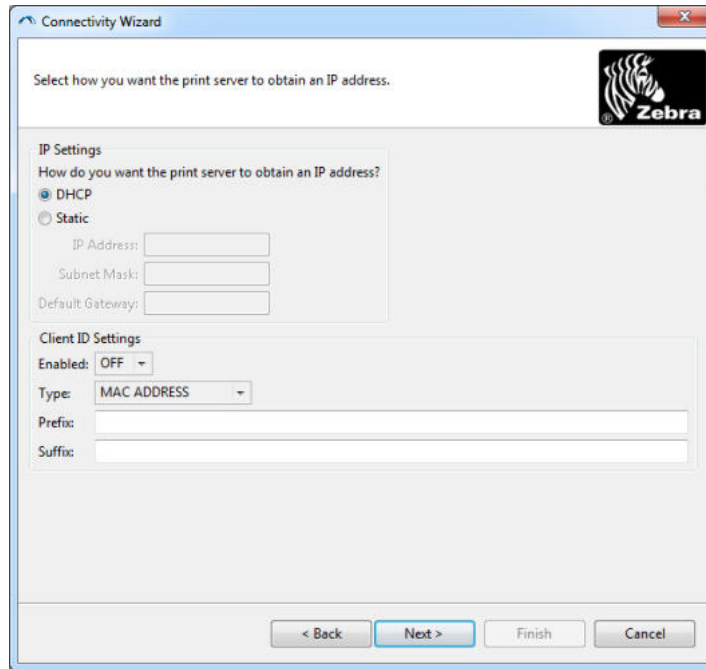 Connectivity Wizard
Select how you want the print server to obtain an IP address.
® Zebra
IP Settings
How do you want the print server to obtain an IP address?
DHCP
Static
IP Address:
Subnet Mask:
Default Gateway:
Client ID Settings
Enabled: OFF
Type: MAC ADDRESS
Prefix:
Suffix:
< Back Next > Finish Cancel